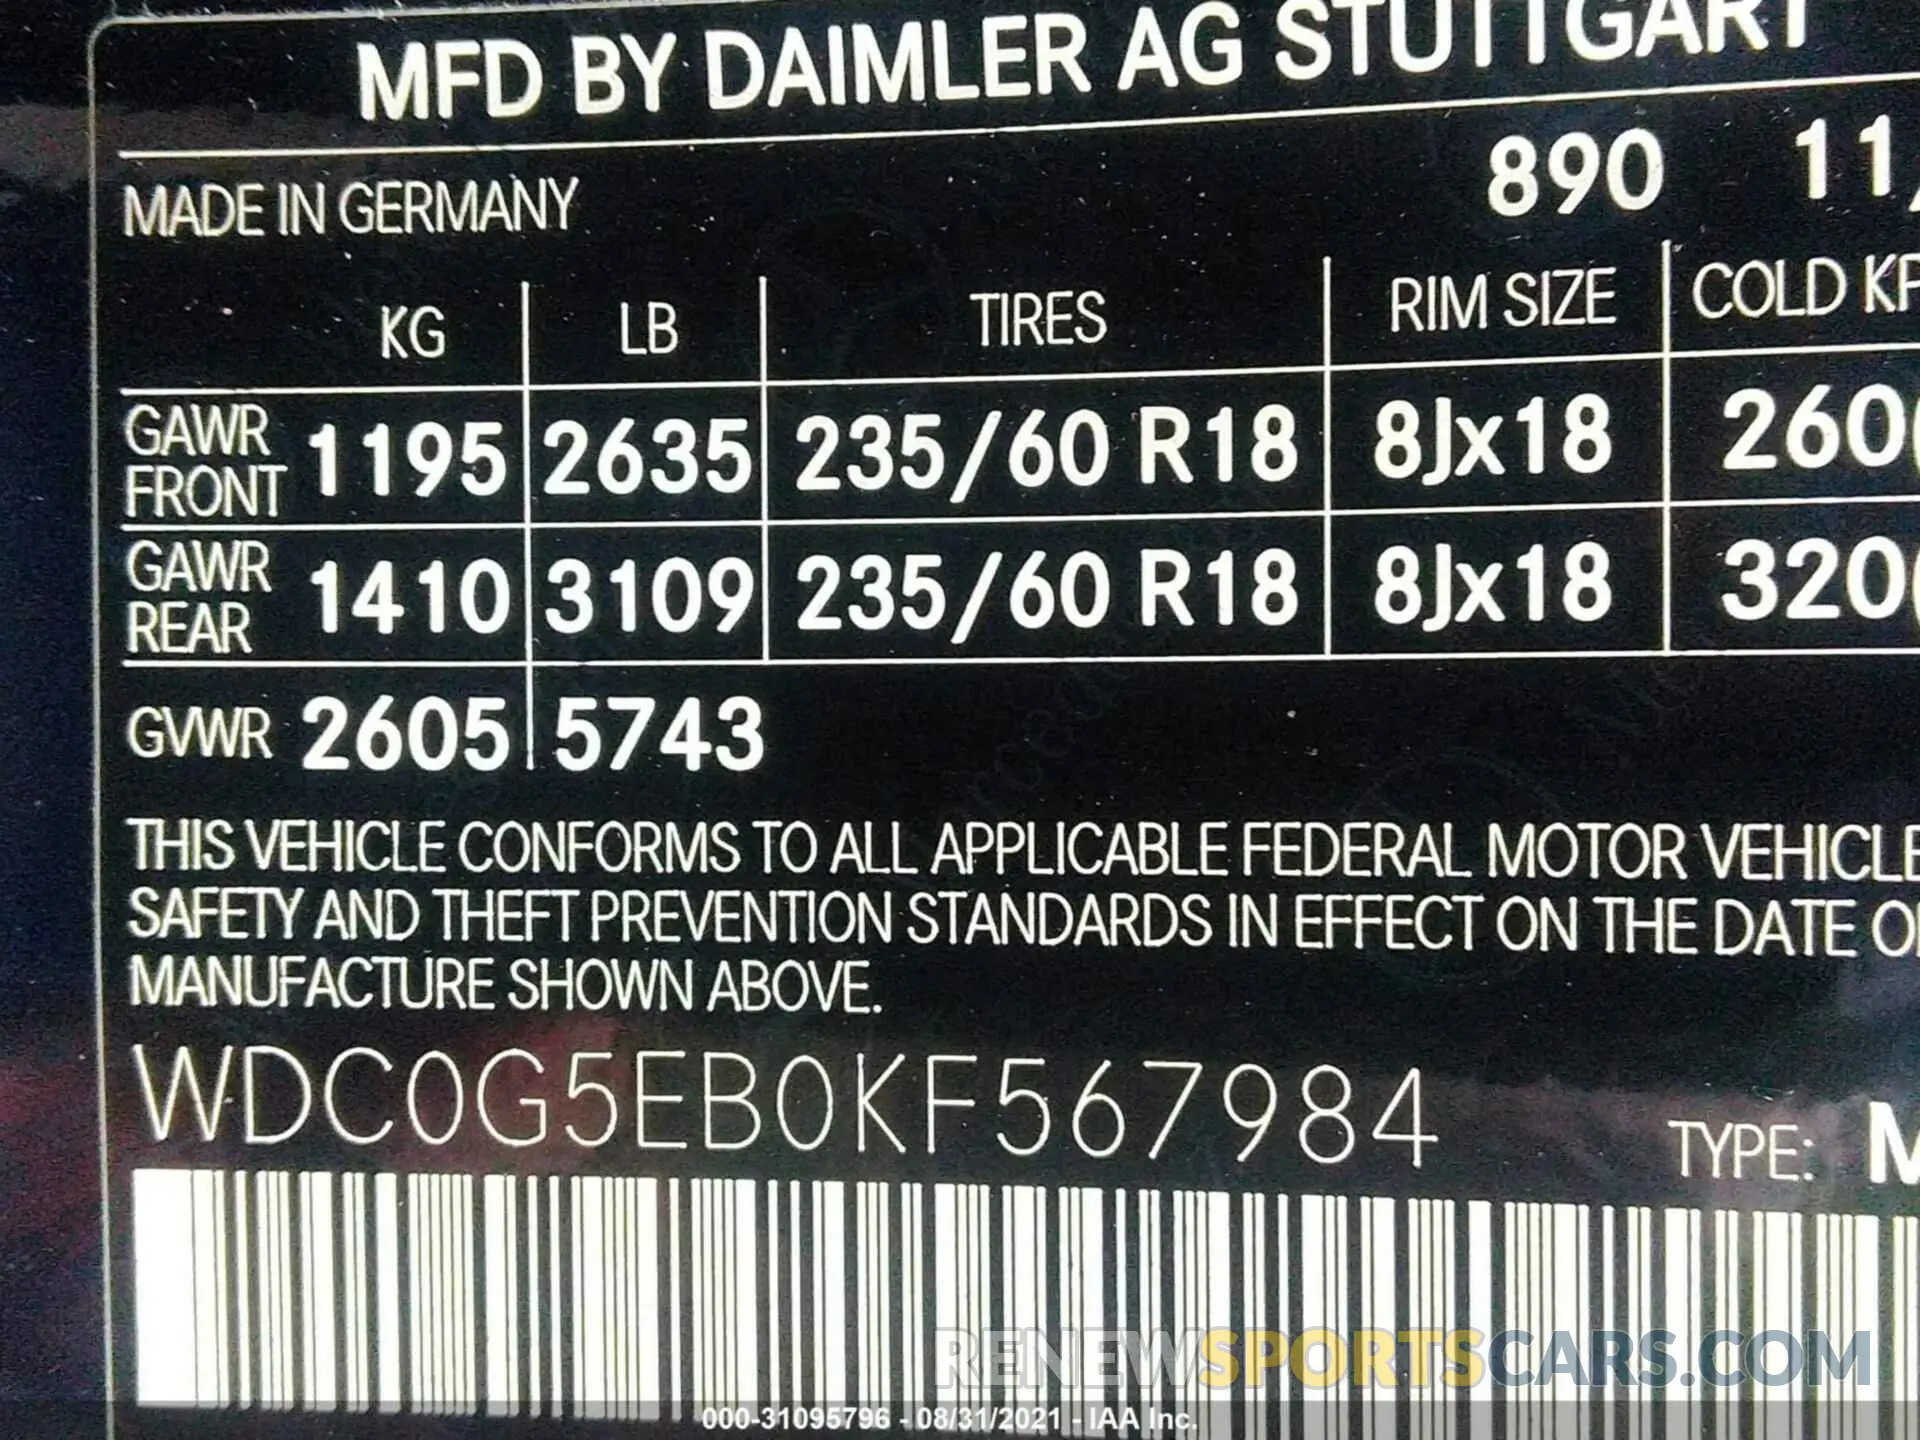 MFD BY DAIMLER AG STUTTGART
MADE IN GERMANY 890 11/
KG LB TIRES RIM SIZE COLD KP
GAWR FRONT 1195 2635 235/60 R18 8Jx18 260(
GAWR REAR 1410 3109 235/60 R18 8Jx18 320(
GVWR 2605 5743
THIS VEHICLE CONFORMS TO ALL APPLICABLE FEDERAL MOTOR VEHICLE
SAFETY AND THEFT PREVENTION STANDARDS IN EFFECT ON THE DATE O
MANUFACTURE SHOWN ABOVE.
WDC0G5EB0KF567984
TYPE: M
RENEWSPORTSCARS.COM
000-31095796 - 08/31/2021 - IAA Inc.